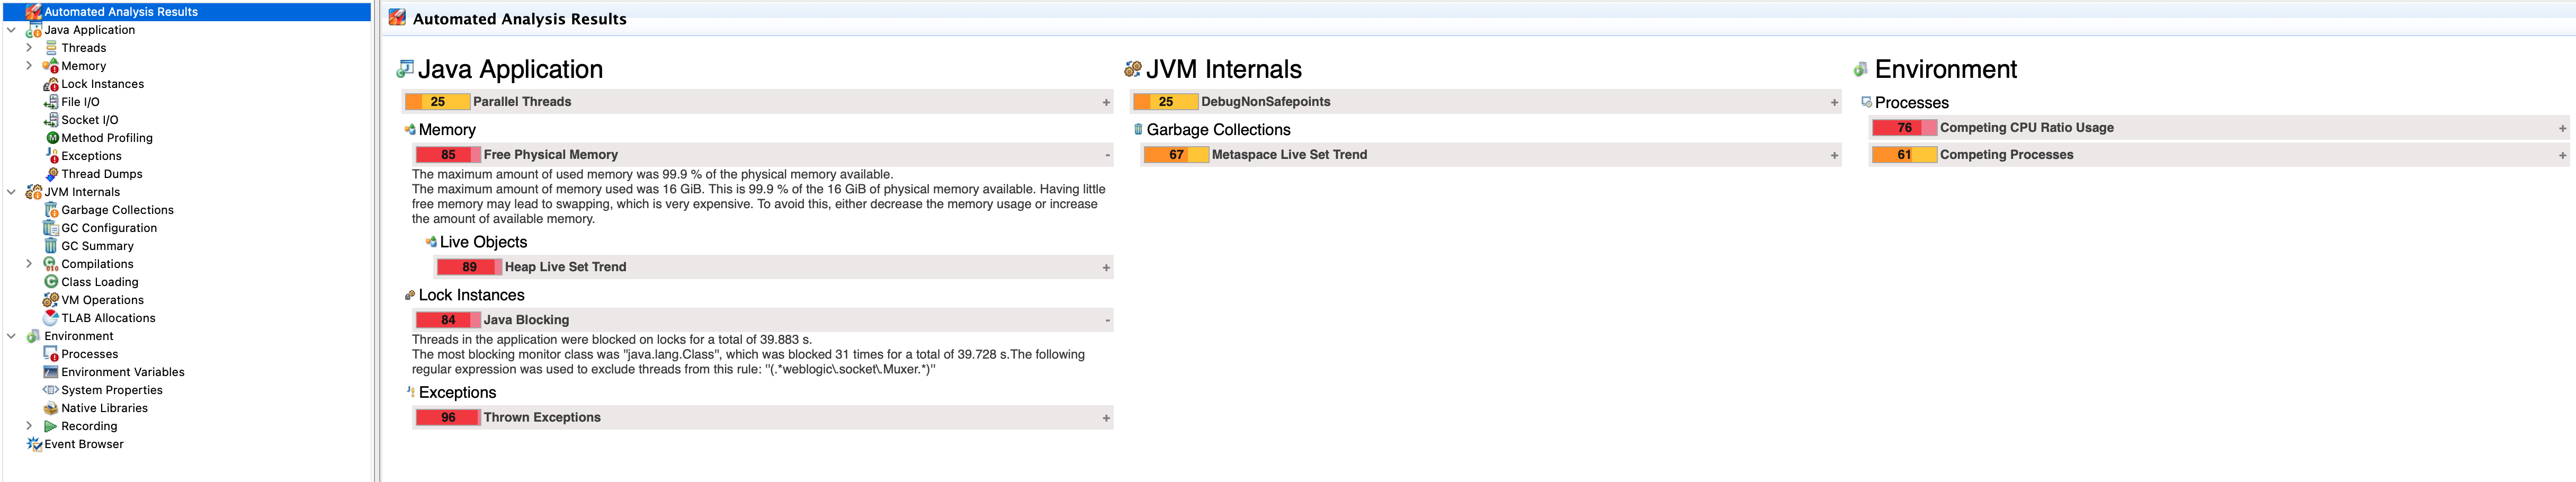 Automated Analysis Results
Java Application
Threads
Memory
Lock Instances
File I/O
Socket I/O
Method Profiling
Exceptions
Thread Dumps
JVM Internals
Garbage Collections
GC Configuration
GC Summary
Compilations
Class Loading
VM Operations
TLAB Allocations
Environment
Processes
Environment Variables
System Properties
Native Libraries
Recording
Event Browser
Automated Analysis Results
Java Application
25 Parallel Threads +
Memory
85 Free Physical Memory -
The maximum amount of used memory was 99.9 % of the physical memory available.
The maximum amount of memory used was 16 GiB. This is 99.9 % of the 16 GiB of physical memory available. Having little
free memory may lead to swapping, which is very expensive. To avoid this, either decrease the memory usage or increase
the amount of available memory.
Live Objects
89 Heap Live Set Trend +
Lock Instances
84 Java Blocking -
Threads in the application were blocked on locks for a total of 39.883 s.
The most blocking monitor class was "java.lang.Class", which was blocked 31 times for a total of 39.728 s.The following
regular expression was used to exclude threads from this rule: "(.*weblogic\.socket\.Muxer.*)"
Exceptions
96 Thrown Exceptions +
JVM Internals
25 DebugNonSafepoints +
Garbage Collections
67 Metaspace Live Set Trend +
Environment
Processes
76 Competing CPU Ratio Usage +
61 Competing Processes +